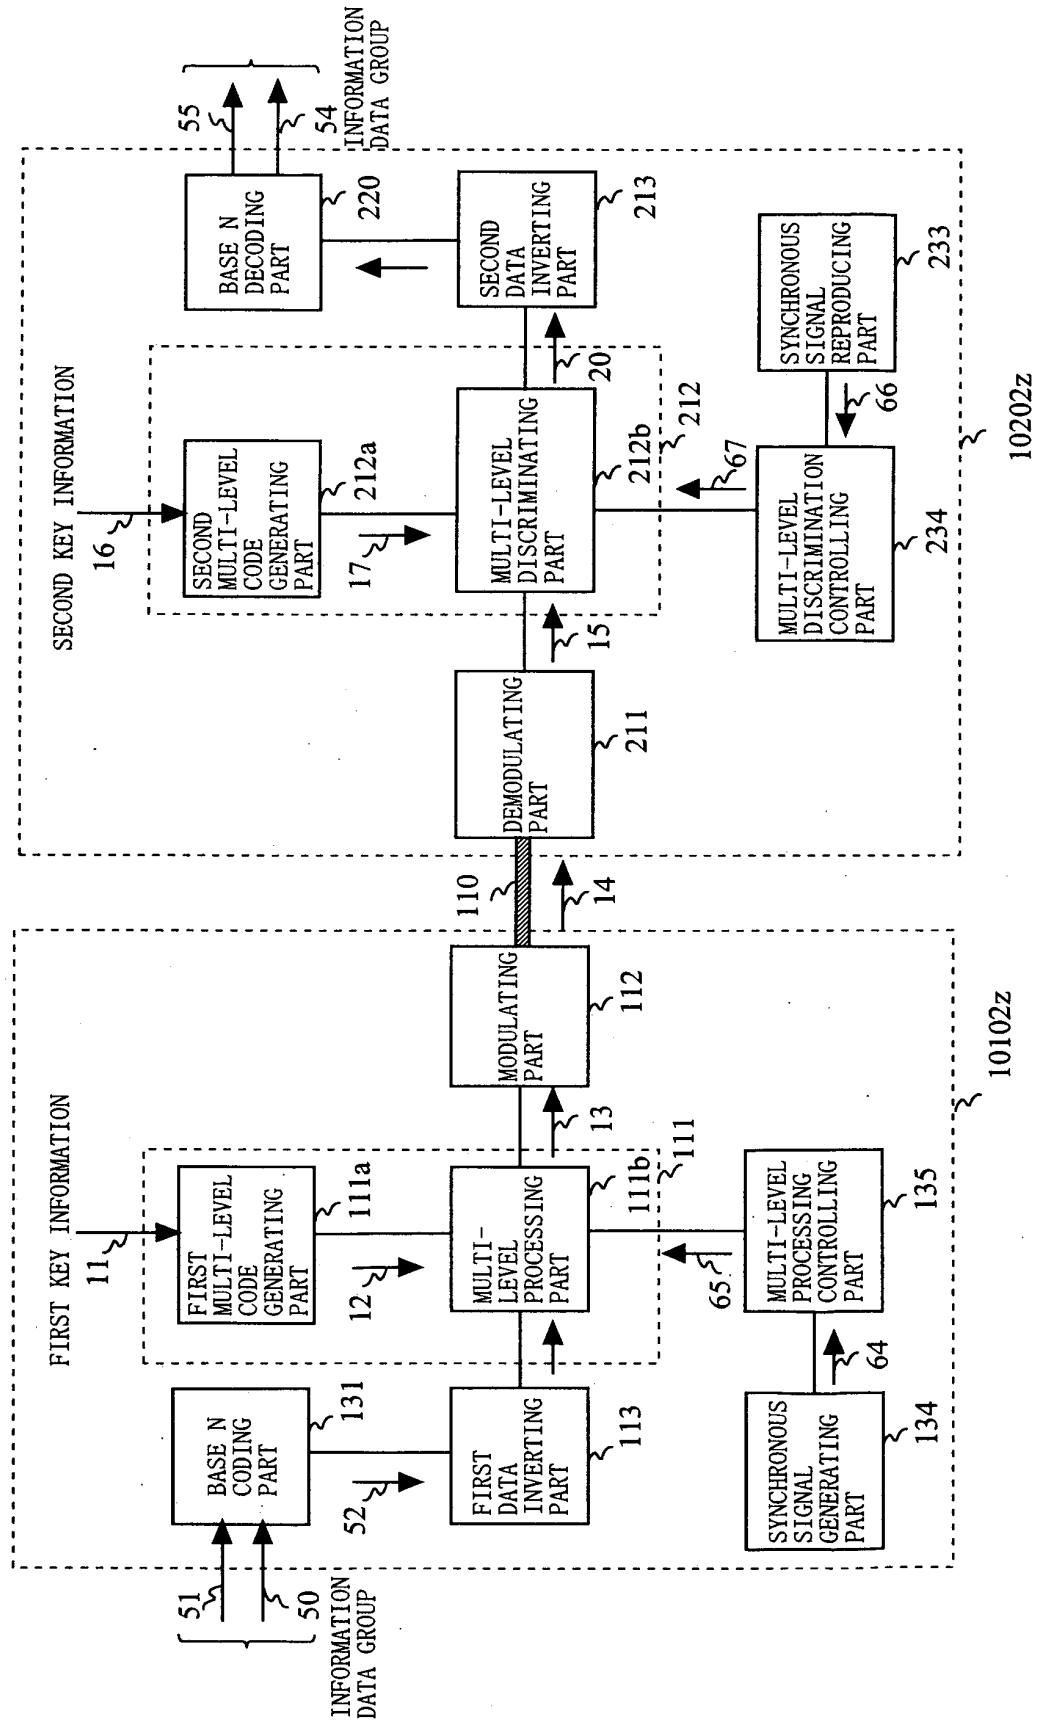 INFORMATION
DATA GROUP
51
50
BASE N
CODING
PART
131
52
FIRST
DATA
INVERTING
PART
113
FIRST KEY INFORMATION
11
FIRST
MULTI-LEVEL
CODE
GENERATING
PART
111a
12
MULTI-
LEVEL
PROCESSING
PART
111b
111
13
MODULATING
PART
112
SYNCHRONOUS
SIGNAL
GENERATING
PART
134
64
MULTI-LEVEL
PROCESSING
CONTROLLING
PART
135
65
10102z
110
14
DEMODULATING
PART
211
15
SECOND KEY INFORMATION
16
SECOND
MULTI-LEVEL
CODE
GENERATING
PART
212a
17
MULTI-LEVEL
DISCRIMINATING
PART
212b
212
20
SECOND
DATA
INVERTING
PART
213
BASE N
DECODING
PART
220
55
54
INFORMATION
DATA GROUP
MULTI-LEVEL
DISCRIMINATION
CONTROLLING
PART
234
67
66
SYNCHRONOUS
SIGNAL
REPRODUCING
PART
233
10202z